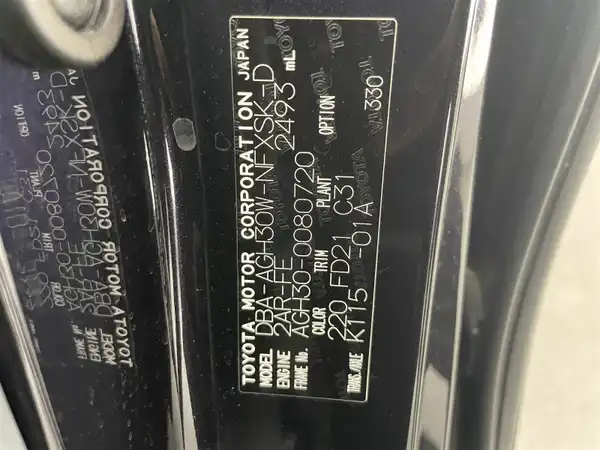 TOYOTA MOTOR CORPORATION JAPAN
MODEL DBA-AGH30W-NFXSK-D
ENGINE 2AR-FE 2493 mL
FRAME No. AGH30-0080720
COLOR TRIM PLANT OPTION
220 FD21 C31 330
TRANS./AXLE K115 -01A